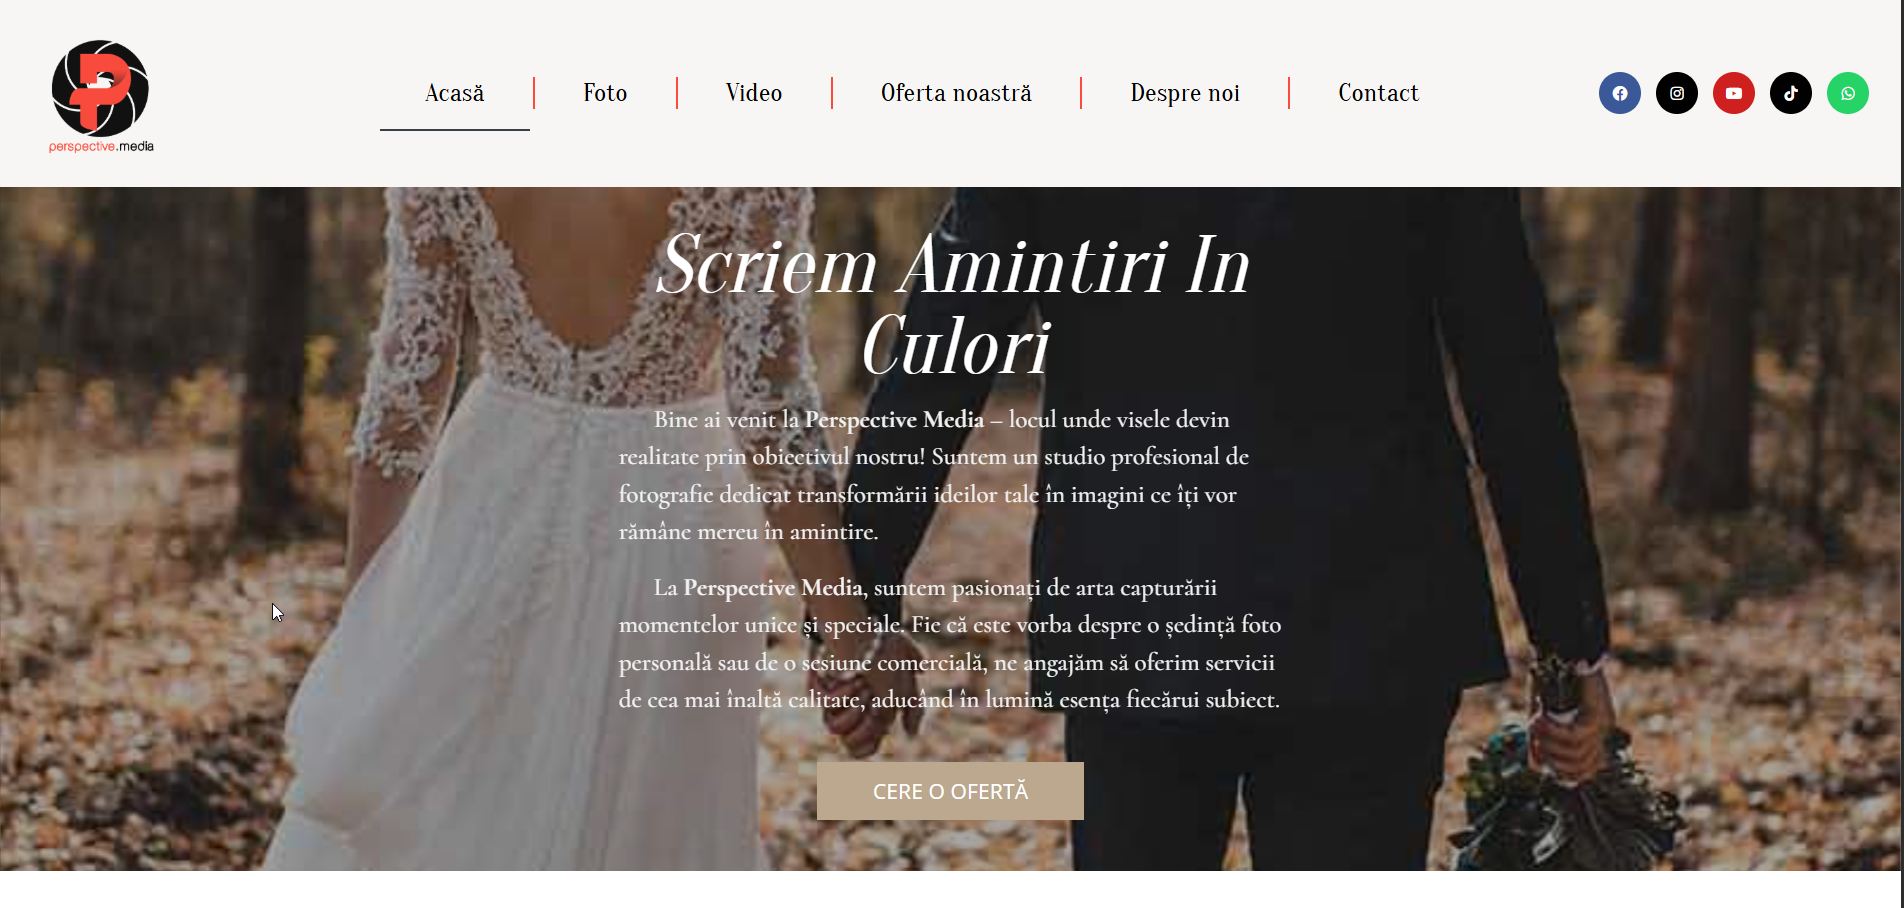 perspective.media
Acasă
Foto
Video
Oferta noastră
Despre noi
Contact
Scriem Amintiri In
Culori
Bine ai venit la Perspective Media – locul unde visele devin
realitate prin obiectivul nostru! Suntem un studio profesional de
fotografie dedicat transformării ideilor tale în imagini ce îți vor
rămâne mereu în amintire.
La Perspective Media, suntem pasionați de arta capturării
momentelor unice și speciale. Fie că este vorba despre o ședință foto
personală sau de o sesiune comercială, ne angajăm să oferim servicii
de cea mai înaltă calitate, aducând în lumină esența fiecărui subiect.
CERE O OFERTĂ